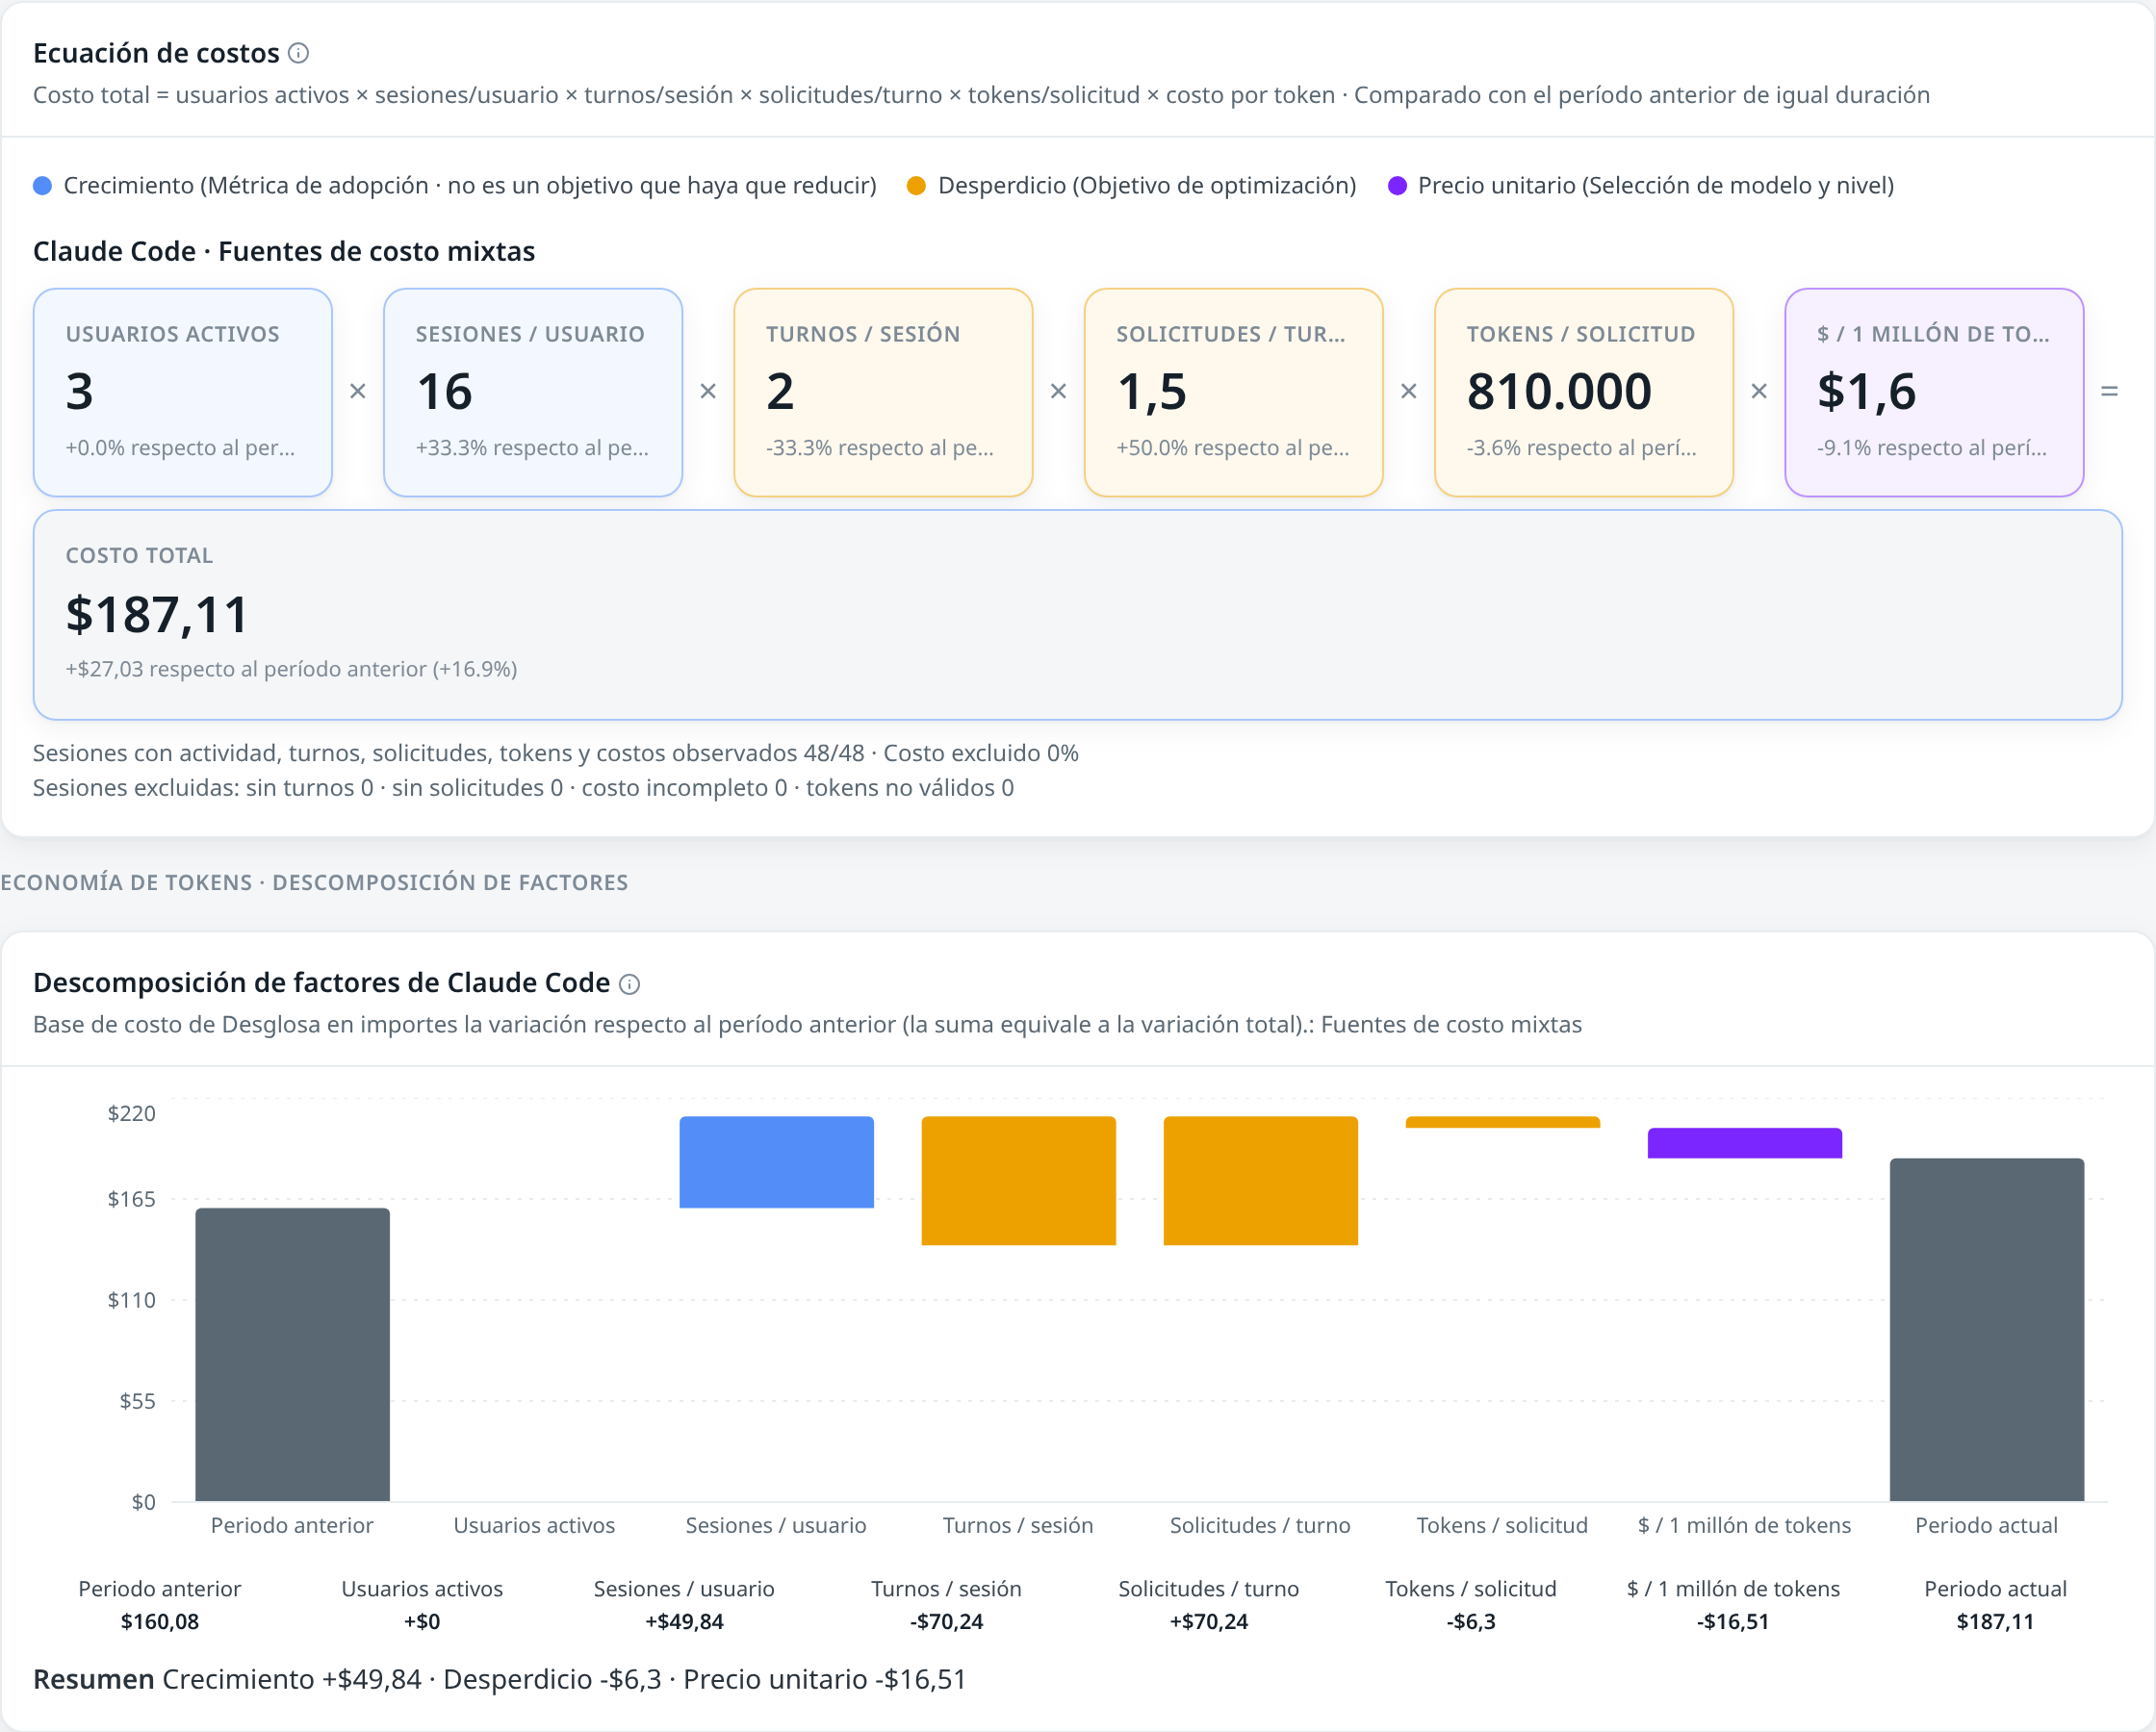 Ecuación de costos
Costo total = usuarios activos × sesiones/usuario × turnos/sesión × solicitudes/turno × tokens/solicitud × costo por token · Comparado con el período anterior de igual duración
Crecimiento (Métrica de adopción · no es un objetivo que haya que reducir)
Desperdicio (Objetivo de optimización)
Precio unitario (Selección de modelo y nivel)
Claude Code · Fuentes de costo mixtas
USUARIOS ACTIVOS
3
+0.0% respecto al per...
×
SESIONES / USUARIO
16
+33.3% respecto al pe...
×
TURNOS / SESIÓN
2
-33.3% respecto al pe...
×
SOLICITUDES / TUR...
1,5
+50.0% respecto al pe...
×
TOKENS / SOLICITUD
810.000
-3.6% respecto al perí...
×
$ / 1 MILLÓN DE TO...
$1,6
-9.1% respecto al perí...
=
COSTO TOTAL
$187,11
+$27,03 respecto al período anterior (+16.9%)
Sesiones con actividad, turnos, solicitudes, tokens y costos observados 48/48 · Costo excluido 0%
Sesiones excluidas: sin turnos 0 · sin solicitudes 0 · costo incompleto 0 · tokens no válidos 0
ECONOMÍA DE TOKENS · DESCOMPOSICIÓN DE FACTORES
Descomposición de factores de Claude Code
Base de costo de Desglosa en importes la variación respecto al período anterior (la suma equivale a la variación total).: Fuentes de costo mixtas
$220
$165
$110
$55
$0
Periodo anterior
Usuarios activos
Sesiones / usuario
Turnos / sesión
Solicitudes / turno
Tokens / solicitud
$ / 1 millón de tokens
Periodo actual
Periodo anterior
$160,08
Usuarios activos
+$0
Sesiones / usuario
+$49,84
Turnos / sesión
-$70,24
Solicitudes / turno
+$70,24
Tokens / solicitud
-$6,3
$ / 1 millón de tokens
-$16,51
Periodo actual
$187,11
Resumen Crecimiento +$49,84 · Desperdicio -$6,3 · Precio unitario -$16,51